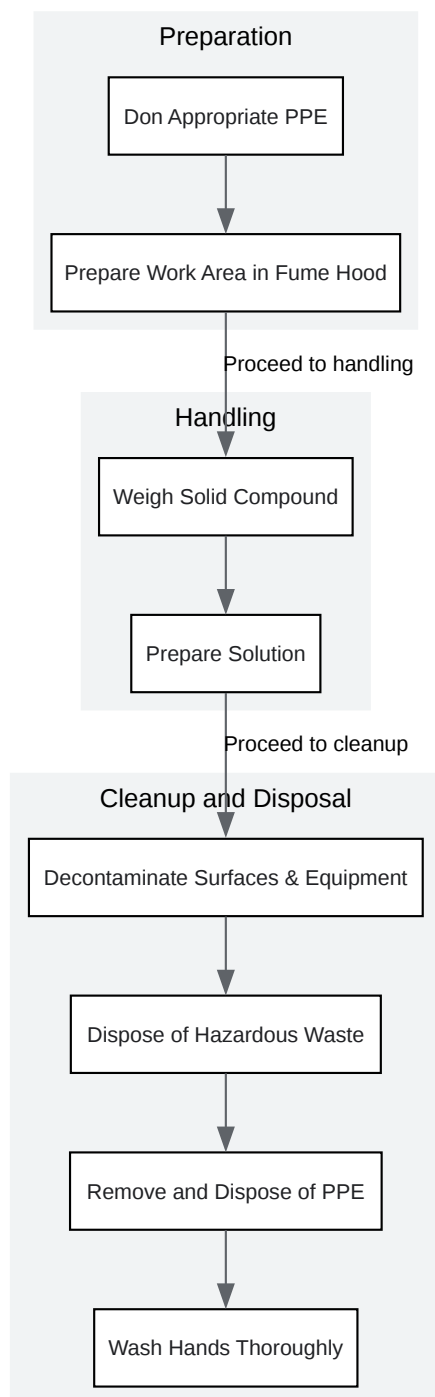 Preparation
Don Appropriate PPE
Prepare Work Area in Fume Hood
Proceed to handling
Handling
Weigh Solid Compound
Prepare Solution
Proceed to cleanup
Cleanup and Disposal
Decontaminate Surfaces & Equipment
Dispose of Hazardous Waste
Remove and Dispose of PPE
Wash Hands Thoroughly